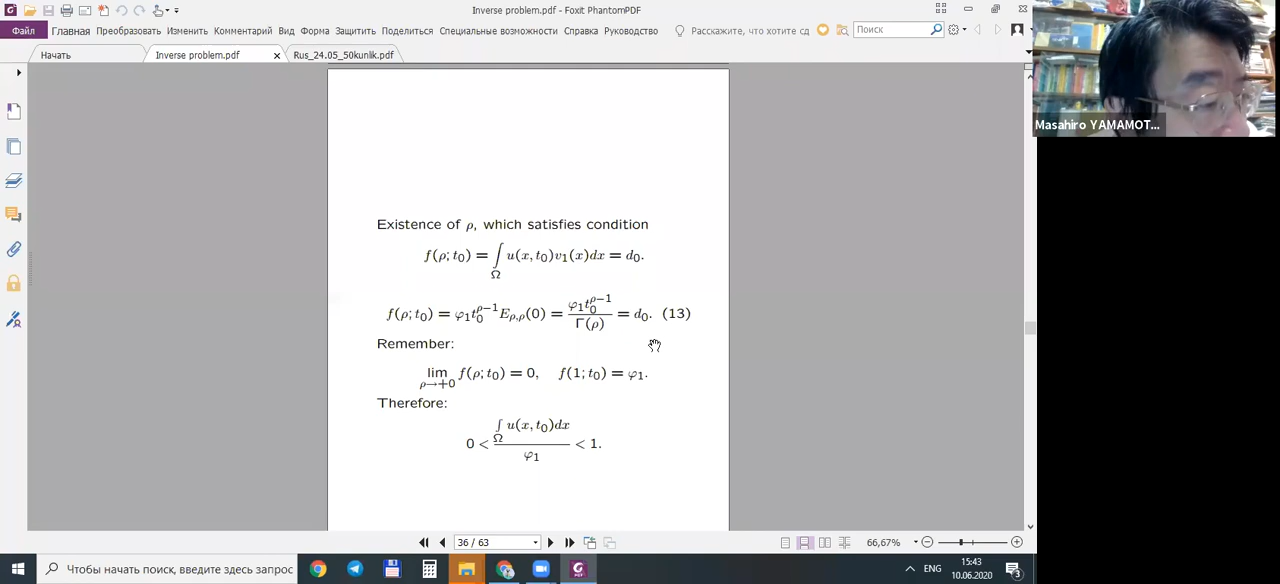 Inverse problem.pdf - Foxit PhantomPDF
Файл Главная Преобразовать Изменить Комментарий Вид Форма Защитить Поделиться Специальные возможности Справка Руководство Расскажите, что хотите сд Поиск
Начать Inverse problem.pdf Rus_24.05_50kunlik.pdf
Masahiro YAMAMOT...
Existence of ρ, which satisfies condition
f(ρ; t₀) = ∫_Ω u(x, t₀)v₁(x)dx = d₀.
f(ρ; t₀) = φ₁t₀^{ρ−1}E_{ρ,ρ}(0) = φ₁t₀^{ρ−1} / Γ(ρ) = d₀. (13)
Remember:
lim_{ρ→+0} f(ρ; t₀) = 0, f(1; t₀) = φ₁.
Therefore:
0 < ∫_Ω u(x, t₀)dx / φ₁ < 1.
36 / 63 66,67%
Чтобы начать поиск, введите здесь запрос ENG 15:43
10.06.2020 3